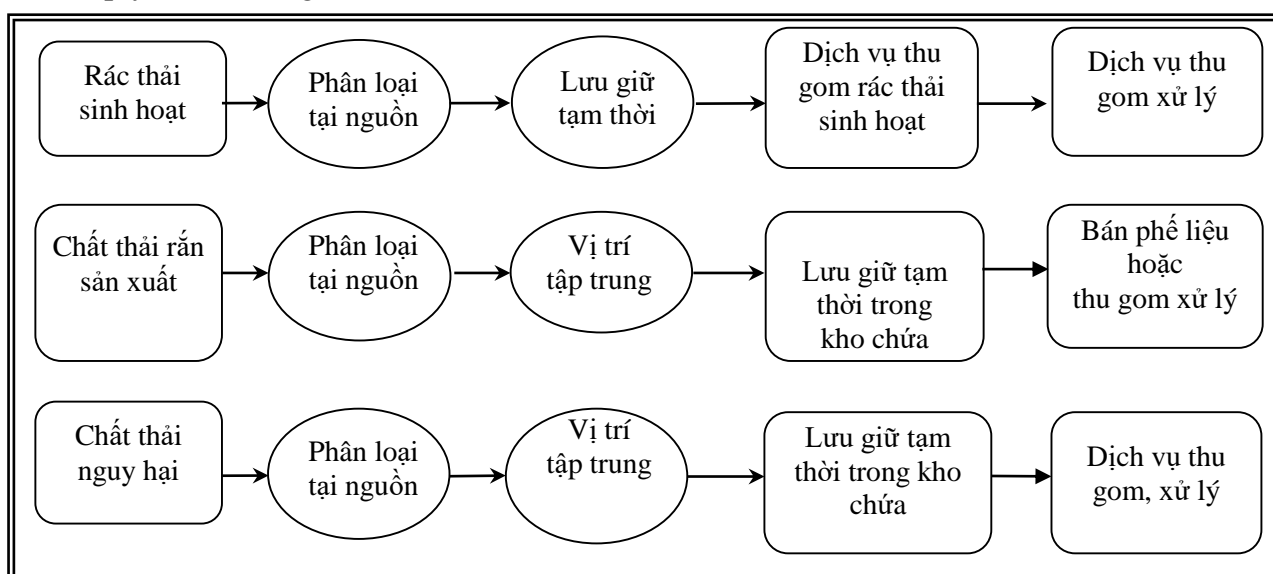 Rác thải
sinh hoạt
Phân loại
tại nguồn
Lưu giữ
tạm thời
Dịch vụ thu
gom rác thải
sinh hoạt
Dịch vụ thu
gom xử lý
Chất thải rắn
sản xuất
Phân loại
tại nguồn
Vị trí
tập trung
Lưu giữ tạm
thời trong
kho chứa
Bán phế liệu
hoặc
thu gom xử lý
Chất thải
nguy hại
Phân loại
tại nguồn
Vị trí
tập trung
Lưu giữ tạm
thời trong kho
chứa
Dịch vụ thu
gom, xử lý